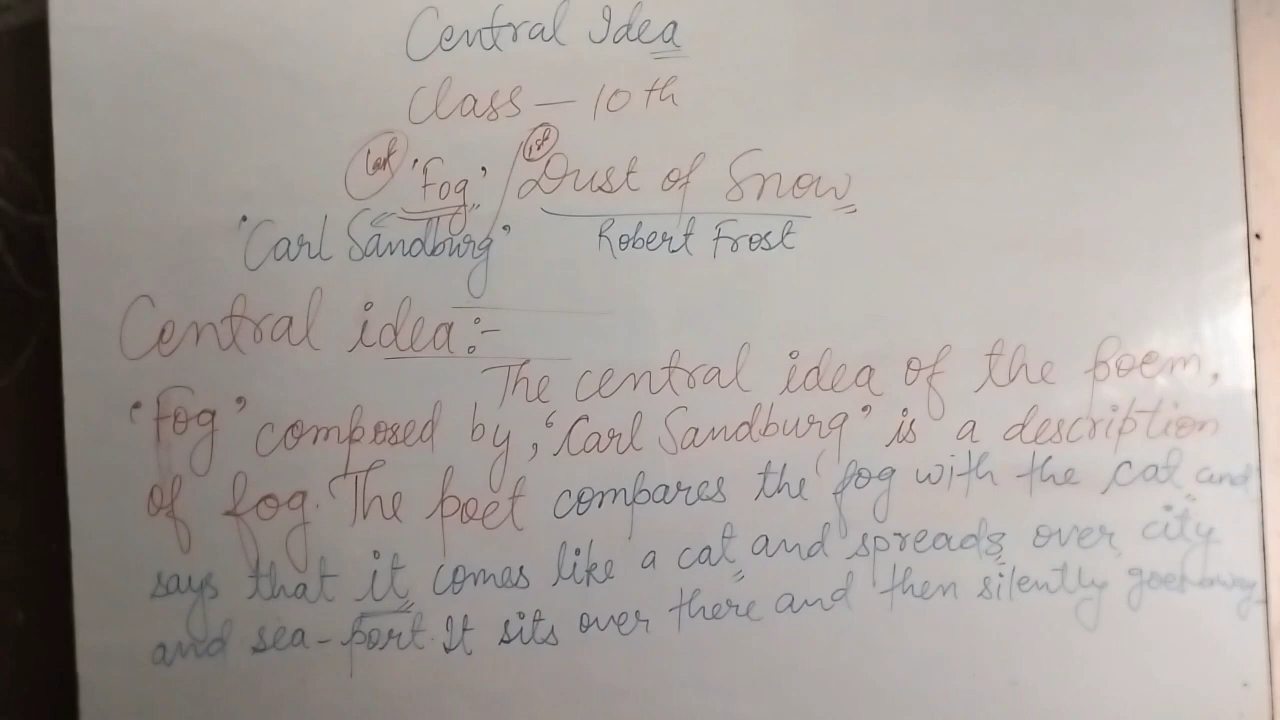 Central Idea
Class – 10th
Last 'Fog' / 1st Dust of Snow
'Carl Sandburg' Robert Frost
Central idea:-
The central idea of the poem,
'Fog' composed by, 'Carl Sandburg' is a description
of fog. The poet compares the fog with the cat and
says that it comes like a cat and spreads over city
and sea-port. It sits over there and then silently goes away